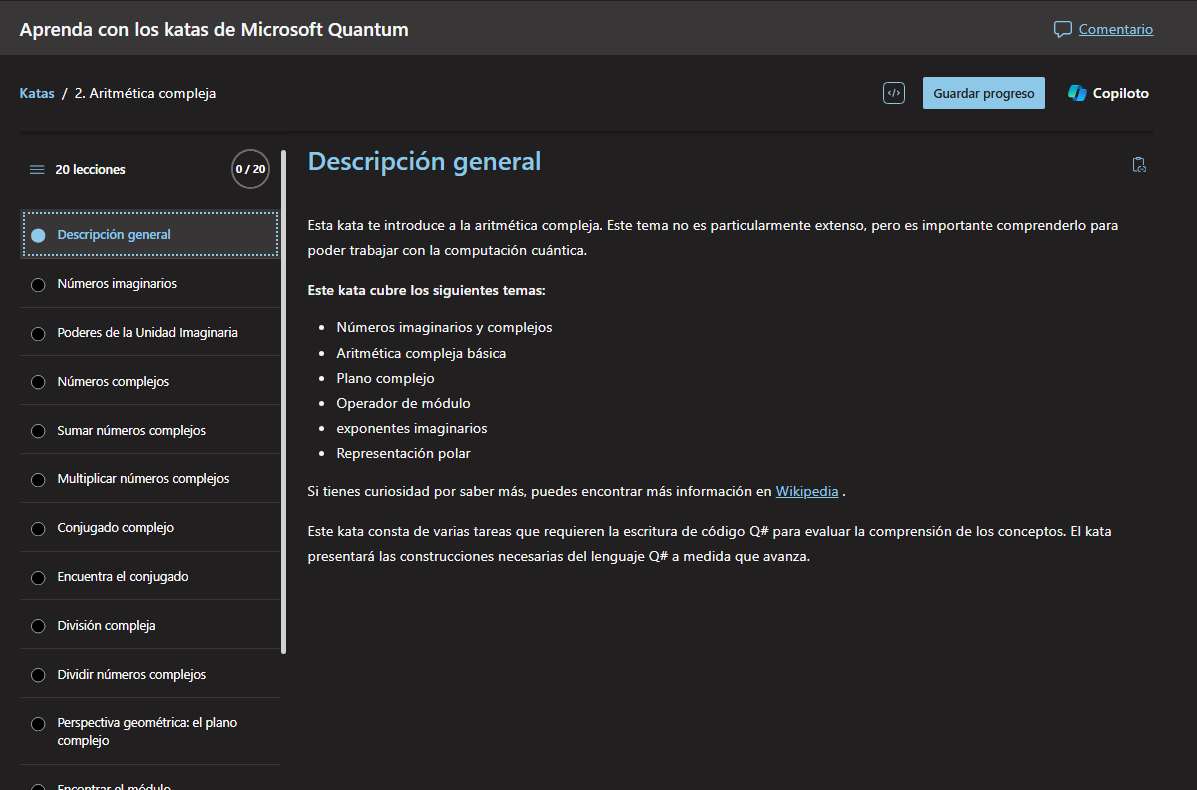 Aprenda con los katas de Microsoft Quantum
Comentario
Katas / 2. Aritmética compleja
Guardar progreso
Copiloto
20 lecciones
0 / 20
Descripción general
Números imaginarios
Poderes de la Unidad Imaginaria
Números complejos
Sumar números complejos
Multiplicar números complejos
Conjugado complejo
Encuentra el conjugado
División compleja
Dividir números complejos
Perspectiva geométrica: el plano
complejo
Encontrar el módulo
Descripción general
Esta kata te introduce a la aritmética compleja. Este tema no es particularmente extenso, pero es importante comprenderlo para
poder trabajar con la computación cuántica.
Este kata cubre los siguientes temas:
• Números imaginarios y complejos
• Aritmética compleja básica
• Plano complejo
• Operador de módulo
• exponentes imaginarios
• Representación polar
Si tienes curiosidad por saber más, puedes encontrar más información en Wikipedia .
Este kata consta de varias tareas que requieren la escritura de código Q# para evaluar la comprensión de los conceptos. El kata
presentará las construcciones necesarias del lenguaje Q# a medida que avanza.